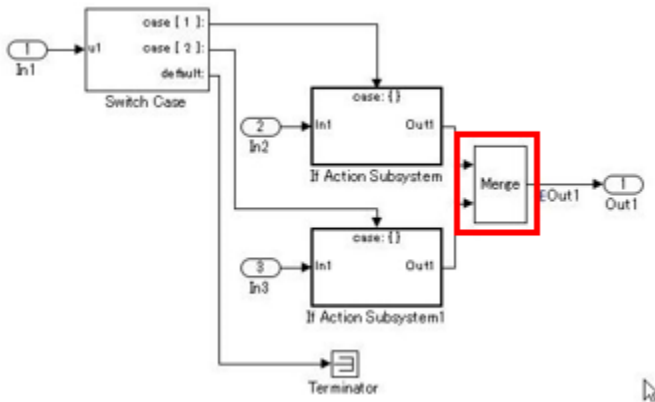 1
In1
u1
case [ 1 ]:
case [ 2 ]:
default:
Switch Case
case: {}
2
In2
In1
Out1
If Action Subsystem
Merge
EOut1
1
Out1
case: {}
3
In3
In1
Out1
If Action Subsystem1
Terminator